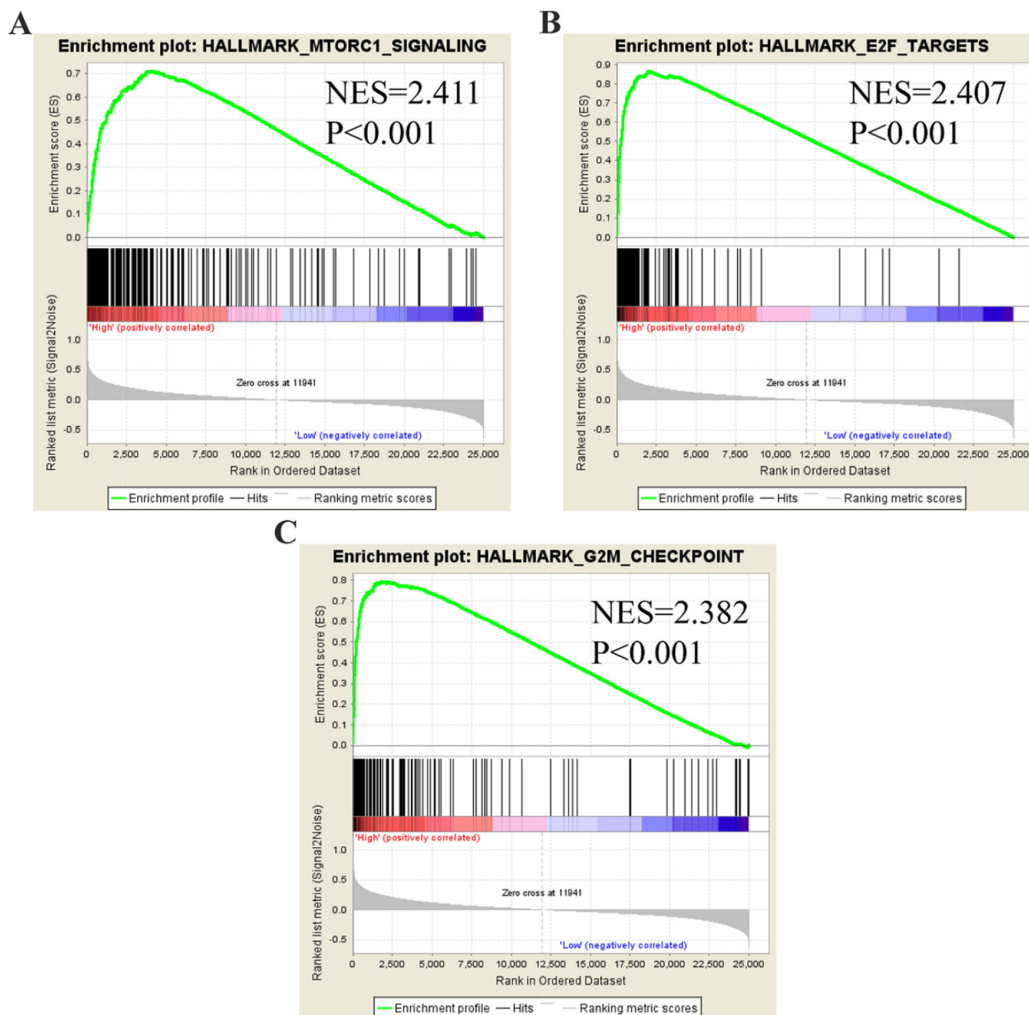 A
Enrichment plot: HALLMARK_MTORC1_SIGNALING
NES=2.411
P<0.001
Enrichment score (ES)
0.7
0.6
0.5
0.4
0.3
0.2
0.1
0.0
'High' (positively correlated)
Ranked list metric (Signal2Noise)
1.0
0.5
0.0
-0.5
Zero cross at 11941
'Low' (negatively correlated)
0 2,500 5,000 7,500 10,000 12,500 15,000 17,500 20,000 22,500 25,000
Rank in Ordered Dataset
Enrichment profile Hits Ranking metric scores
B
Enrichment plot: HALLMARK_E2F_TARGETS
NES=2.407
P<0.001
Enrichment score (ES)
0.9
0.8
0.7
0.6
0.5
0.4
0.3
0.2
0.1
0.0
'High' (positively correlated)
Ranked list metric (Signal2Noise)
1.0
0.5
0.0
-0.5
Zero cross at 11941
'Low' (negatively correlated)
0 2,500 5,000 7,500 10,000 12,500 15,000 17,500 20,000 22,500 25,000
Rank in Ordered Dataset
Enrichment profile Hits Ranking metric scores
C
Enrichment plot: HALLMARK_G2M_CHECKPOINT
NES=2.382
P<0.001
Enrichment score (ES)
0.8
0.7
0.6
0.5
0.4
0.3
0.2
0.1
0.0
'High' (positively correlated)
Ranked list metric (Signal2Noise)
1.0
0.5
0.0
-0.5
Zero cross at 11941
'Low' (negatively correlated)
0 2,500 5,000 7,500 10,000 12,500 15,000 17,500 20,000 22,500 25,000
Rank in Ordered Dataset
Enrichment profile Hits Ranking metric scores